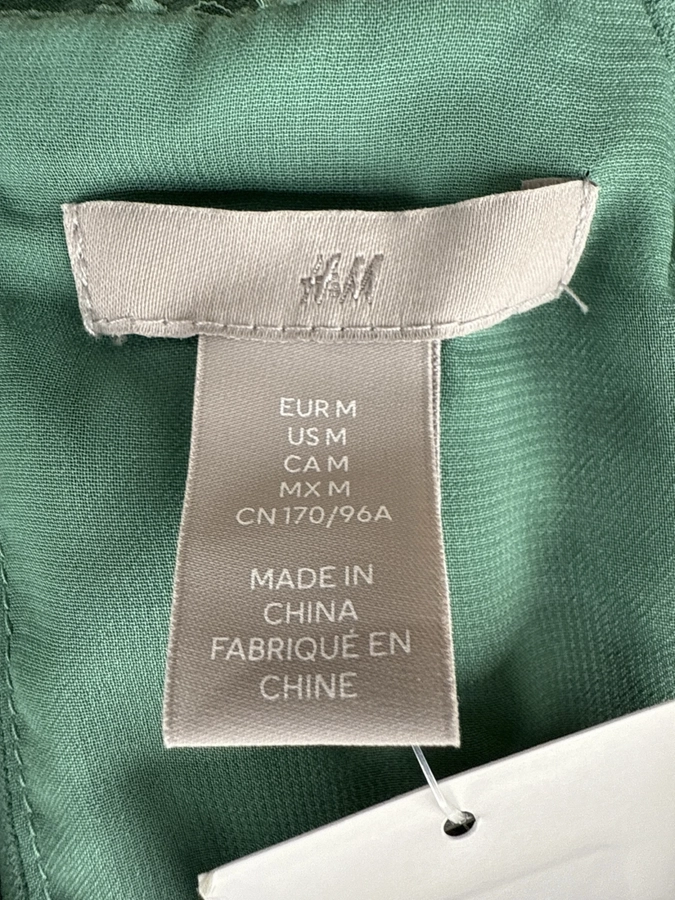 H&M
EUR M
US M
CA M
MX M
CN 170/96A
MADE IN
CHINA
FABRIQUÉ EN
CHINE